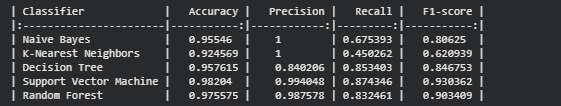 | Classifier | Accuracy | Precision | Recall | F1-score |
|:-----------------------|-----------:|------------:|---------:|-----------:|
| Naive Bayes | 0.95546 | 1 | 0.675393 | 0.80625 |
| K-Nearest Neighbors | 0.924569 | 1 | 0.450262 | 0.620939 |
| Decision Tree | 0.957615 | 0.840206 | 0.853403 | 0.846753 |
| Support Vector Machine | 0.98204 | 0.994048 | 0.874346 | 0.930362 |
| Random Forest | 0.975575 | 0.987578 | 0.832461 | 0.903409 |